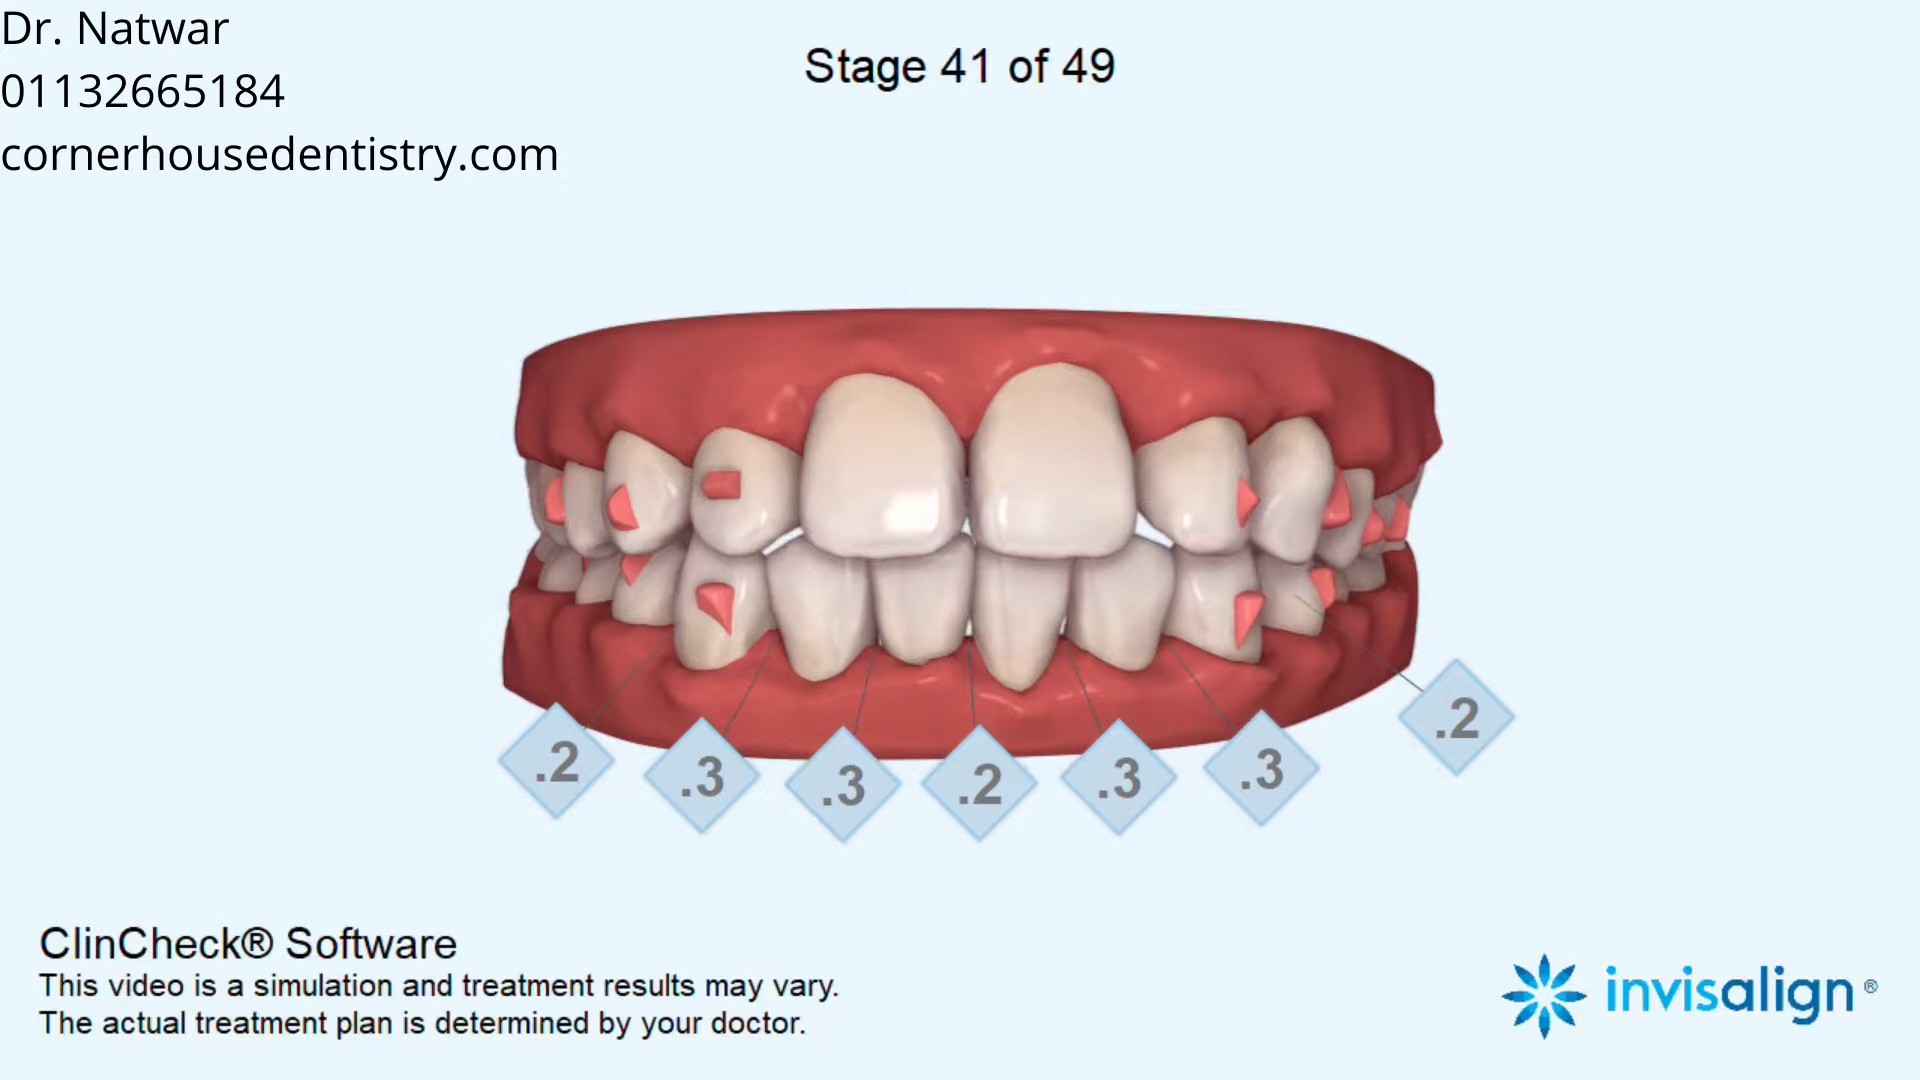 Dr. Natwar
01132665184
cornerhousedentistry.com
Stage 41 of 49
.2
.3
.3
.2
.3
.3
.2
ClinCheck® Software
This video is a simulation and treatment results may vary.
The actual treatment plan is determined by your doctor.
invisalign®